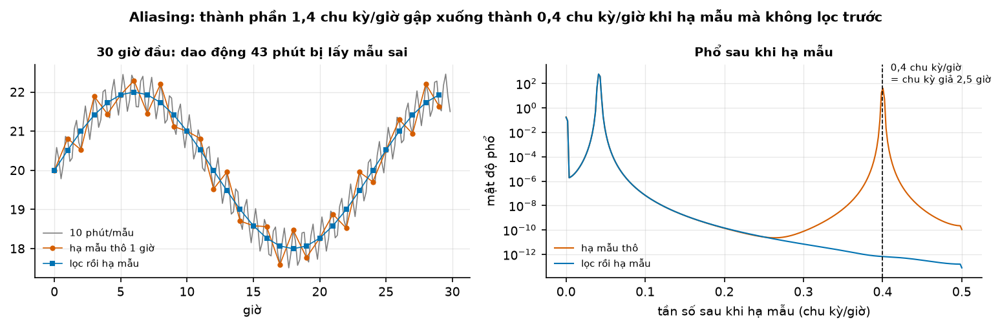 Aliasing: thành phần 1,4 chu kỳ/giờ gập xuống thành 0,4 chu kỳ/giờ khi hạ mẫu mà không lọc trước
30 giờ đầu: dao động 43 phút bị lấy mẫu sai
22
21
20
19
18
10 phút/mẫu
hạ mẫu thô 1 giờ
lọc rồi hạ mẫu
0
5
10
15
20
25
30
giờ
Phổ sau khi hạ mẫu
0,4 chu kỳ/giờ
= chu kỳ giả 2,5 giờ
mật độ phổ
10²
10⁰
10⁻²
10⁻⁴
10⁻⁶
10⁻⁸
10⁻¹⁰
10⁻¹²
hạ mẫu thô
lọc rồi hạ mẫu
0.0
0.1
0.2
0.3
0.4
0.5
tần số sau khi hạ mẫu (chu kỳ/giờ)